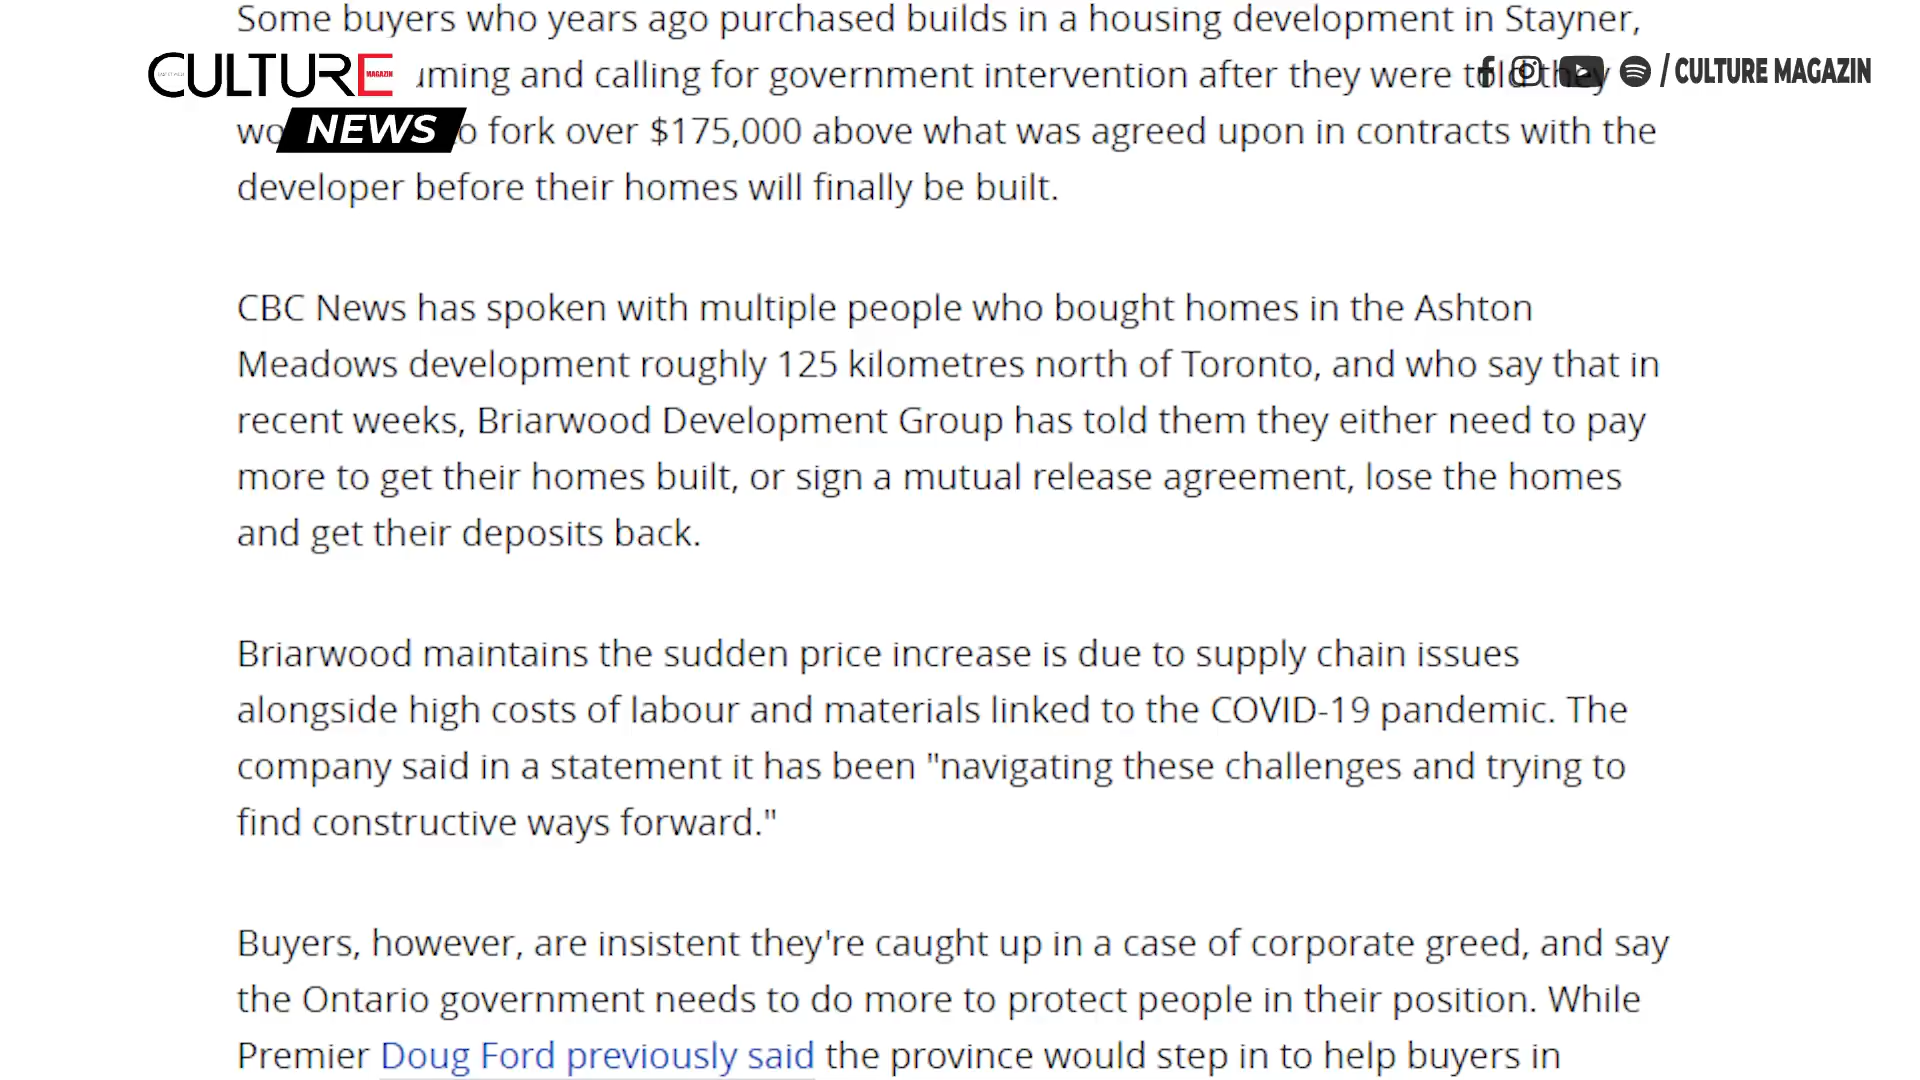 Some buyers who years ago purchased builds in a housing development in Stayner,
CULTURE MAGAZIN
uming and calling for government intervention after they were told they
/ CULTURE MAGAZIN
NEWS
fork over $175,000 above what was agreed upon in contracts with the
developer before their homes will finally be built.
CBC News has spoken with multiple people who bought homes in the Ashton
Meadows development roughly 125 kilometres north of Toronto, and who say that in
recent weeks, Briarwood Development Group has told them they either need to pay
more to get their homes built, or sign a mutual release agreement, lose the homes
and get their deposits back.
Briarwood maintains the sudden price increase is due to supply chain issues
alongside high costs of labour and materials linked to the COVID-19 pandemic. The
company said in a statement it has been "navigating these challenges and trying to
find constructive ways forward."
Buyers, however, are insistent they're caught up in a case of corporate greed, and say
the Ontario government needs to do more to protect people in their position. While
Premier Doug Ford previously said the province would step in to help buyers in